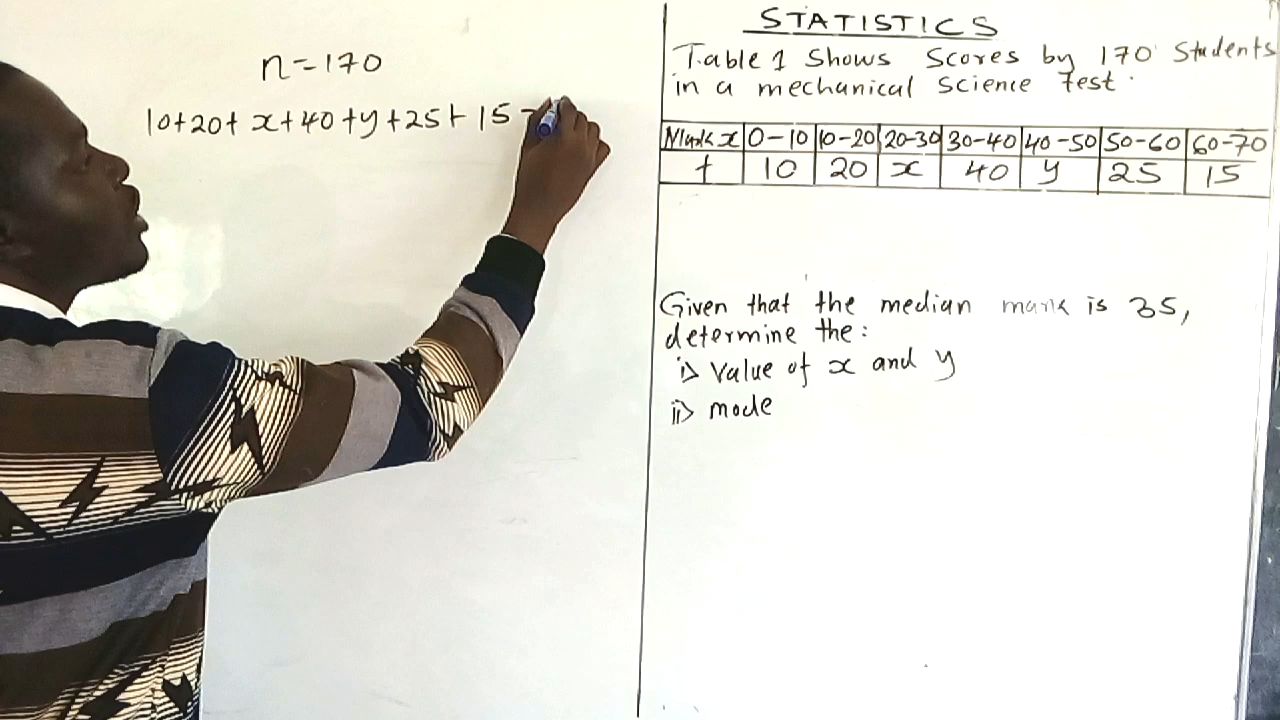 n=170
10+20+ x+40+y+25+ 15 =
STATISTICS
Table 1 Shows Scores by 170 Students
in a mechanical Science test.
Mark x 0-10 10-20 20-30 30-40 40-50 50-60 60-70
f 10 20 x 40 y 25 15
Given that the median mark is 35,
determine the:
i> value of x and y
ii> mode